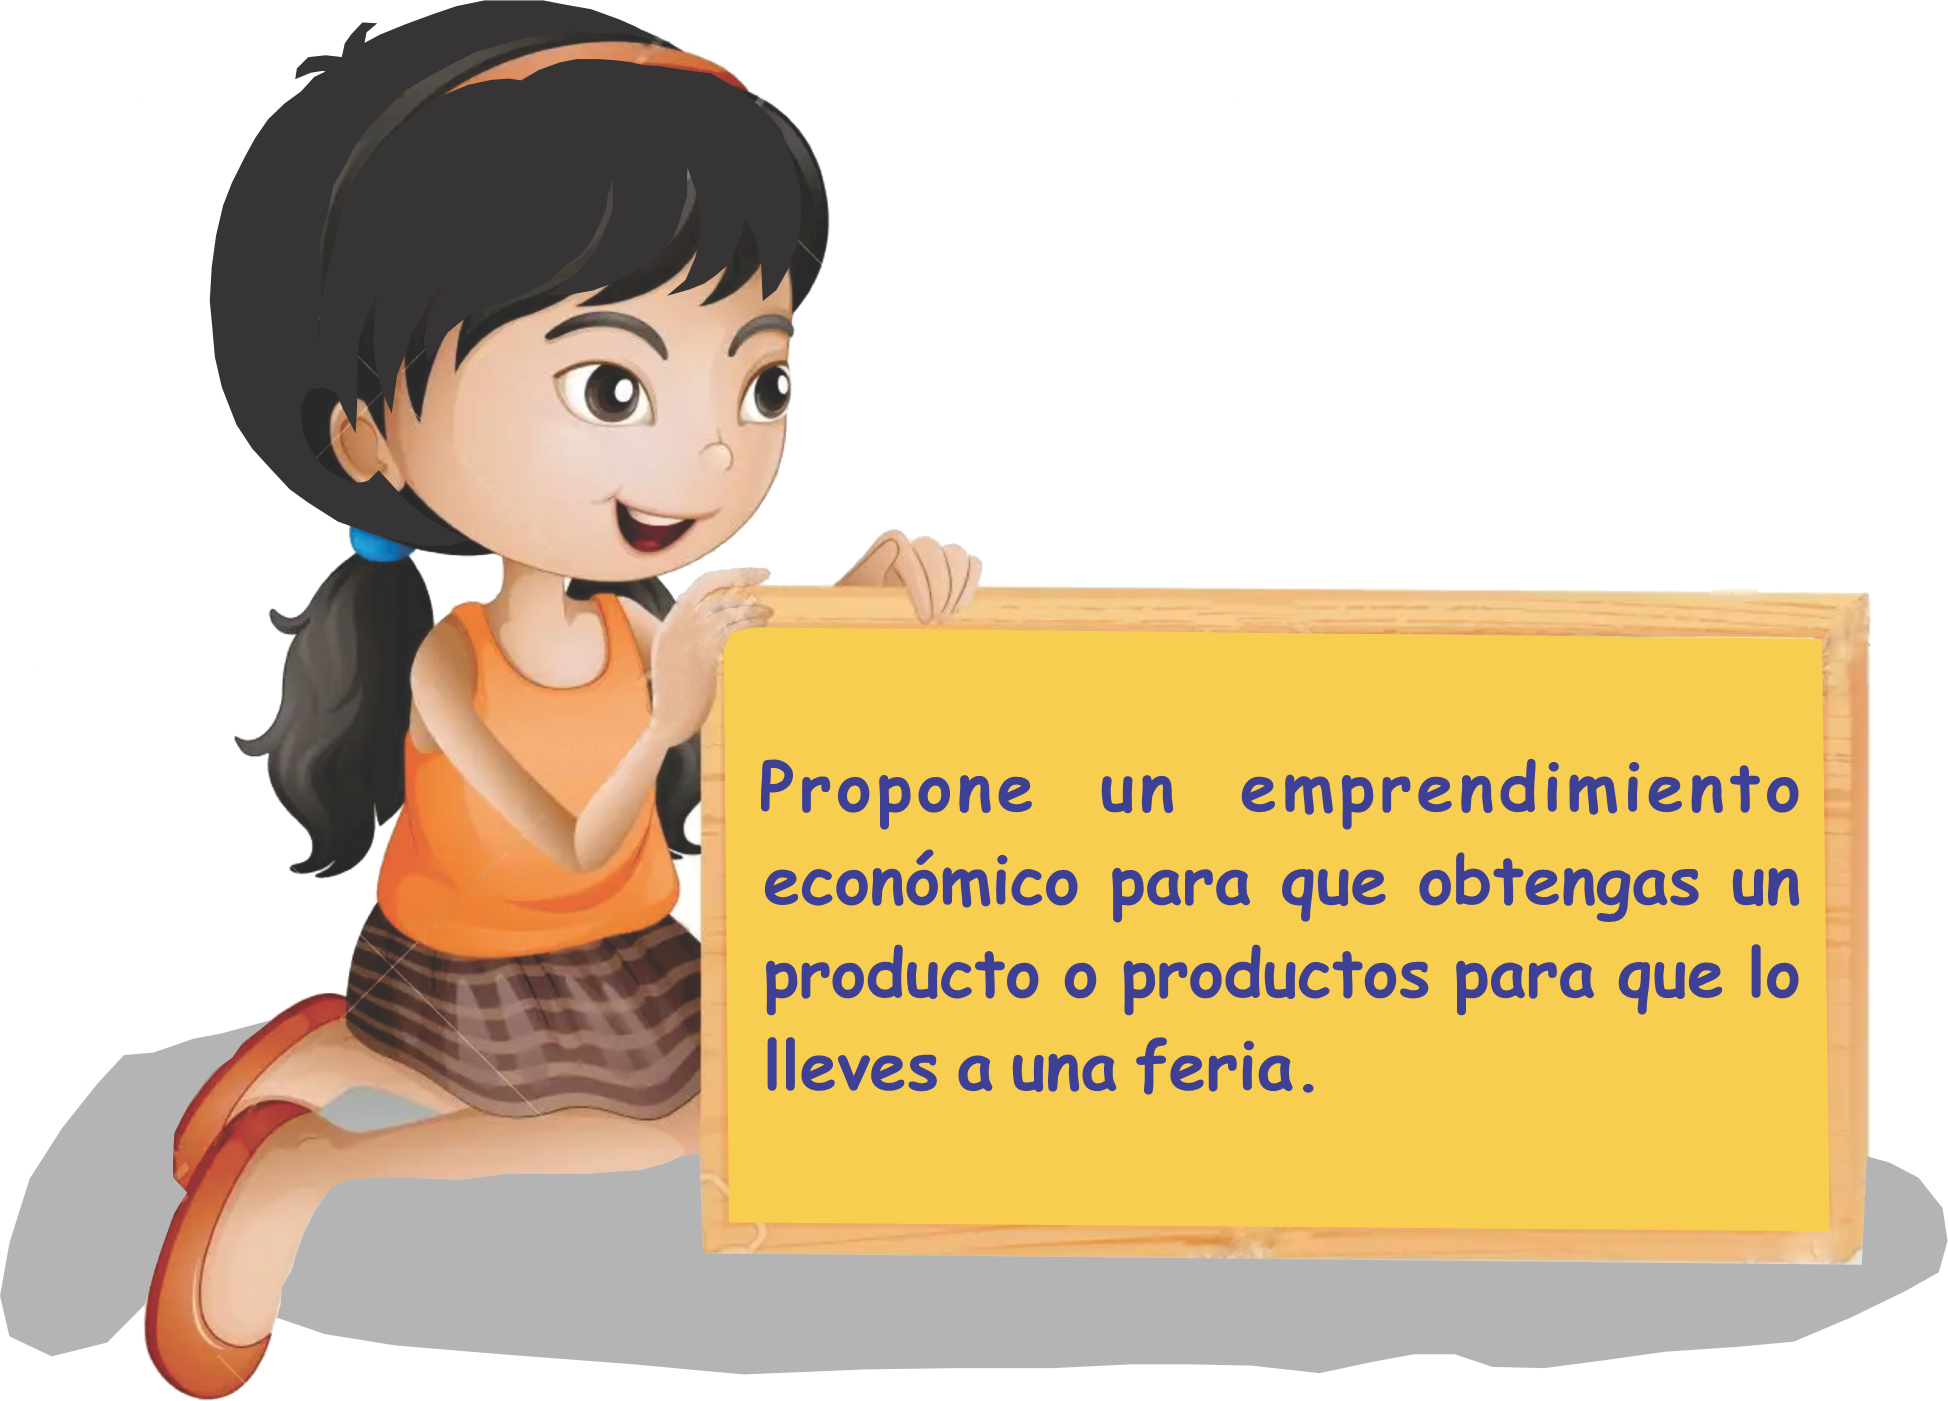 Propone un emprendimiento
económico para que obtengas un
producto o productos para que lo
lleves a una feria.